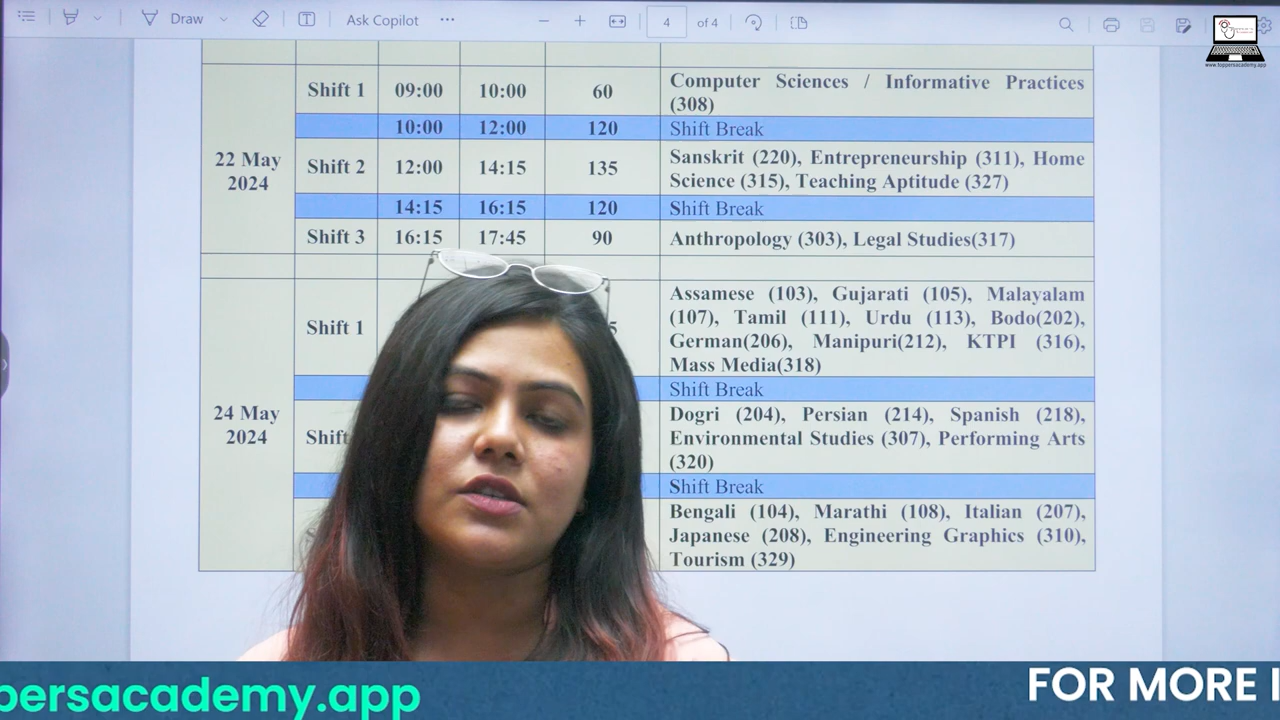 Draw
Ask Copilot
4 of 4
www.toppersacademy.app
Shift 1 09:00 10:00 60 Computer Sciences / Informative Practices
(308)
10:00 12:00 120 Shift Break
22 May
2024
Shift 2 12:00 14:15 135 Sanskrit (220), Entrepreneurship (311), Home
Science (315), Teaching Aptitude (327)
14:15 16:15 120 Shift Break
Shift 3 16:15 17:45 90 Anthropology (303), Legal Studies(317)
Shift 1 5 Assamese (103), Gujarati (105), Malayalam
(107), Tamil (111), Urdu (113), Bodo(202),
German(206), Manipuri(212), KTPI (316),
Mass Media(318)
Shift Break
24 May
2024
Shift Dogri (204), Persian (214), Spanish (218),
Environmental Studies (307), Performing Arts
(320)
Shift Break
Bengali (104), Marathi (108), Italian (207),
Japanese (208), Engineering Graphics (310),
Tourism (329)
persacademy.app
FOR MORE I